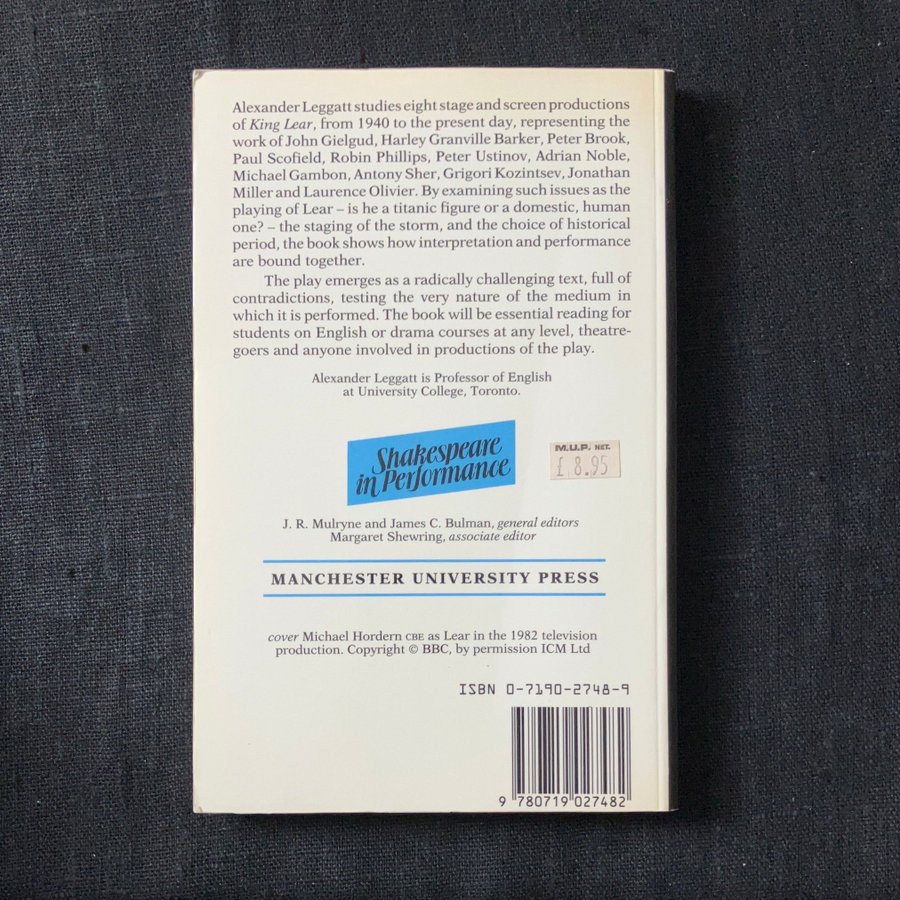 Alexander Leggatt studies eight stage and screen productions
of King Lear, from 1940 to the present day, representing the
work of John Gielgud, Harley Granville Barker, Peter Brook,
Paul Scofield, Robin Phillips, Peter Ustinov, Adrian Noble,
Michael Gambon, Antony Sher, Grigori Kozintsev, Jonathan
Miller and Laurence Olivier. By examining such issues as the
playing of Lear – is he a titanic figure or a domestic, human
one? – the staging of the storm, and the choice of historical
period, the book shows how interpretation and performance
are bound together.
The play emerges as a radically challenging text, full of
contradictions, testing the very nature of the medium in
which it is performed. The book will be essential reading for
students on English or drama courses at any level, theatre-
goers and anyone involved in productions of the play.
Alexander Leggatt is Professor of English
at University College, Toronto.
Shakespeare
in Performance
M.U.P. NET.
£8.95
J. R. Mulryne and James C. Bulman, general editors
Margaret Shewring, associate editor
MANCHESTER UNIVERSITY PRESS
cover Michael Hordern CBE as Lear in the 1982 television
production. Copyright © BBC, by permission ICM Ltd
ISBN 0-7190-2748-9
9 780719 027482